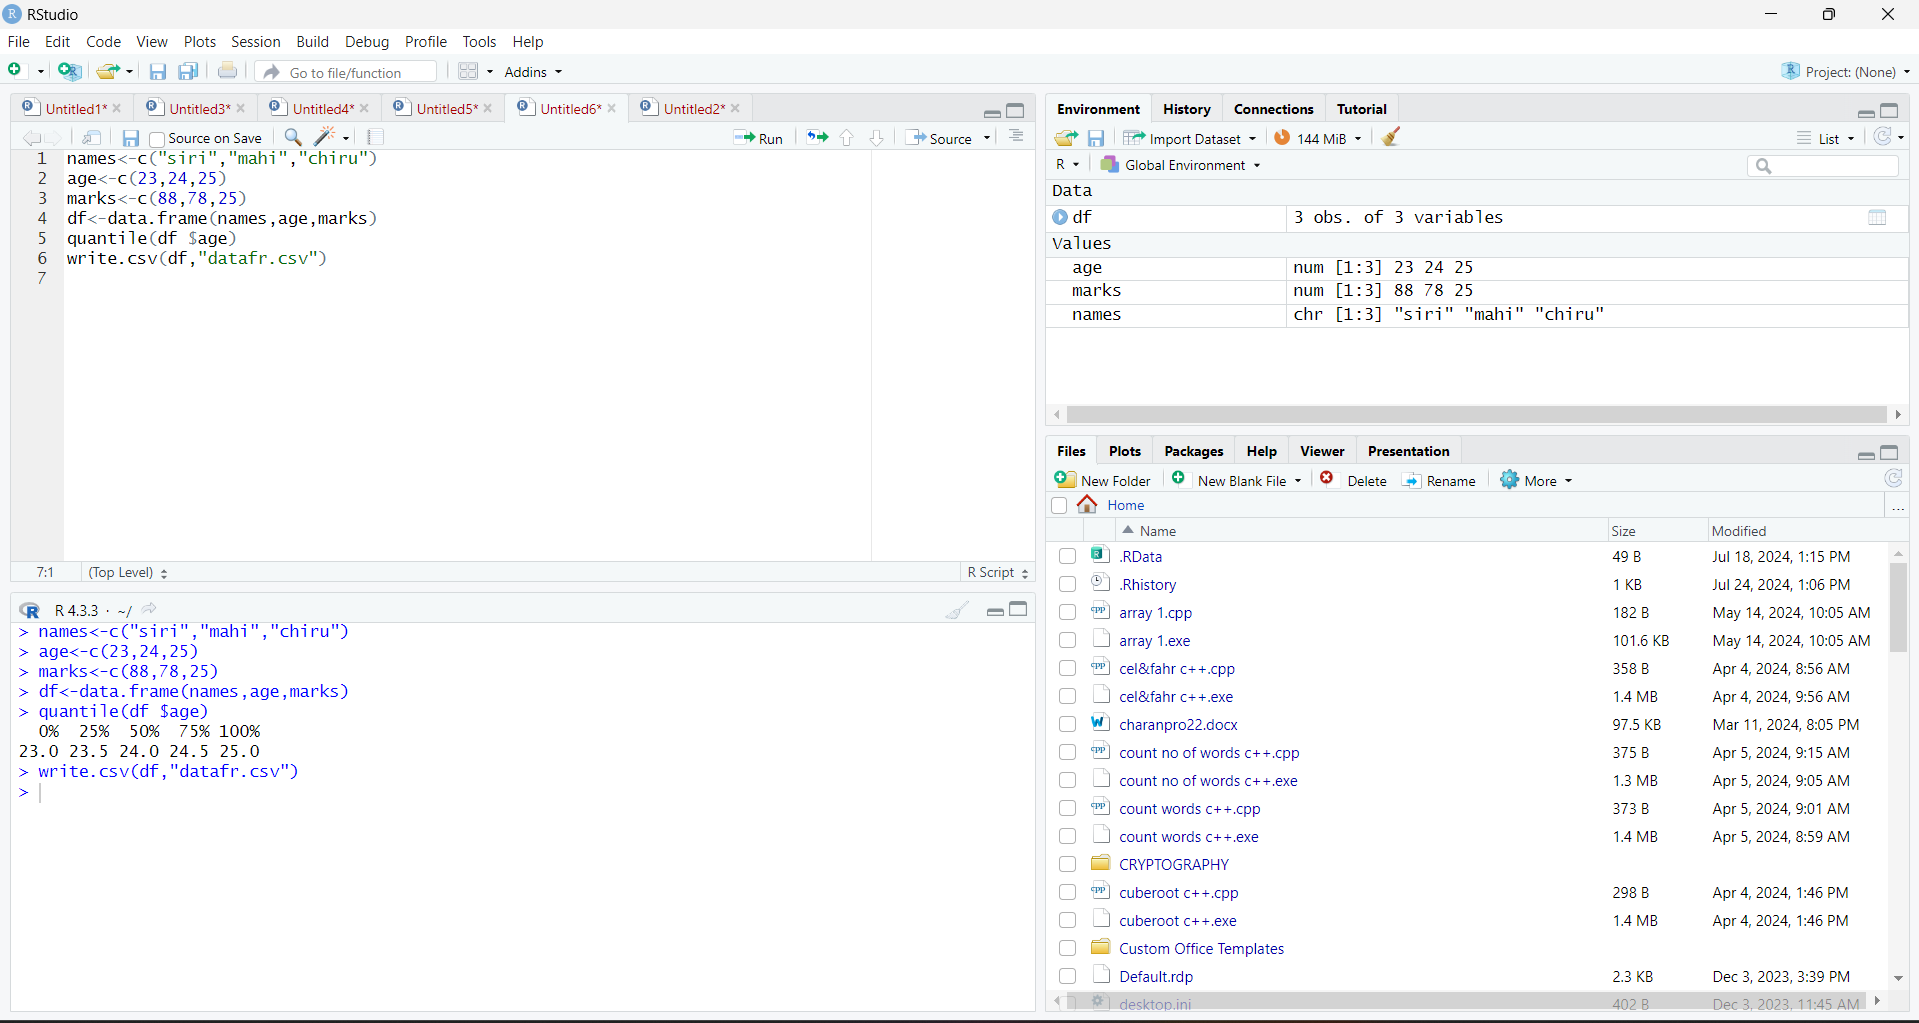 RStudio
File Edit Code View Plots Session Build Debug Profile Tools Help
Go to file/function Addins Project: (None)
Untitled1* Untitled3* Untitled4* Untitled5* Untitled6* Untitled2*
Source on Save Run Source
1 names<-c("siri","mahi","chiru")
2 age<-c(23,24,25)
3 marks<-c(88,78,25)
4 df<-data.frame(names,age,marks)
5 quantile(df $age)
6 write.csv(df,"datafr.csv")
7
7:1 (Top Level) R Script
R 4.3.3 · ~/
> names<-c("siri","mahi","chiru")
> age<-c(23,24,25)
> marks<-c(88,78,25)
> df<-data.frame(names,age,marks)
> quantile(df $age)
0% 25% 50% 75% 100%
23.0 23.5 24.0 24.5 25.0
> write.csv(df,"datafr.csv")
>
Environment History Connections Tutorial
Import Dataset 144 MiB List
R Global Environment
Data
df 3 obs. of 3 variables
Values
age num [1:3] 23 24 25
marks num [1:3] 88 78 25
names chr [1:3] "siri" "mahi" "chiru"
Files Plots Packages Help Viewer Presentation
New Folder New Blank File Delete Rename More
Home ...
Name Size Modified
.RData 49 B Jul 18, 2024, 1:15 PM
.Rhistory 1 KB Jul 24, 2024, 1:06 PM
array 1.cpp 182 B May 14, 2024, 10:05 AM
array 1.exe 101.6 KB May 14, 2024, 10:05 AM
cel&fahr c++.cpp 358 B Apr 4, 2024, 8:56 AM
cel&fahr c++.exe 1.4 MB Apr 4, 2024, 9:56 AM
charanpro22.docx 97.5 KB Mar 11, 2024, 8:05 PM
count no of words c++.cpp 375 B Apr 5, 2024, 9:15 AM
count no of words c++.exe 1.3 MB Apr 5, 2024, 9:05 AM
count words c++.cpp 373 B Apr 5, 2024, 9:01 AM
count words c++.exe 1.4 MB Apr 5, 2024, 8:59 AM
CRYPTOGRAPHY
cuberoot c++.cpp 298 B Apr 4, 2024, 1:46 PM
cuberoot c++.exe 1.4 MB Apr 4, 2024, 1:46 PM
Custom Office Templates
Default.rdp 2.3 KB Dec 3, 2023, 3:39 PM
desktop.ini 402 B Dec 3, 2023, 11:45 AM